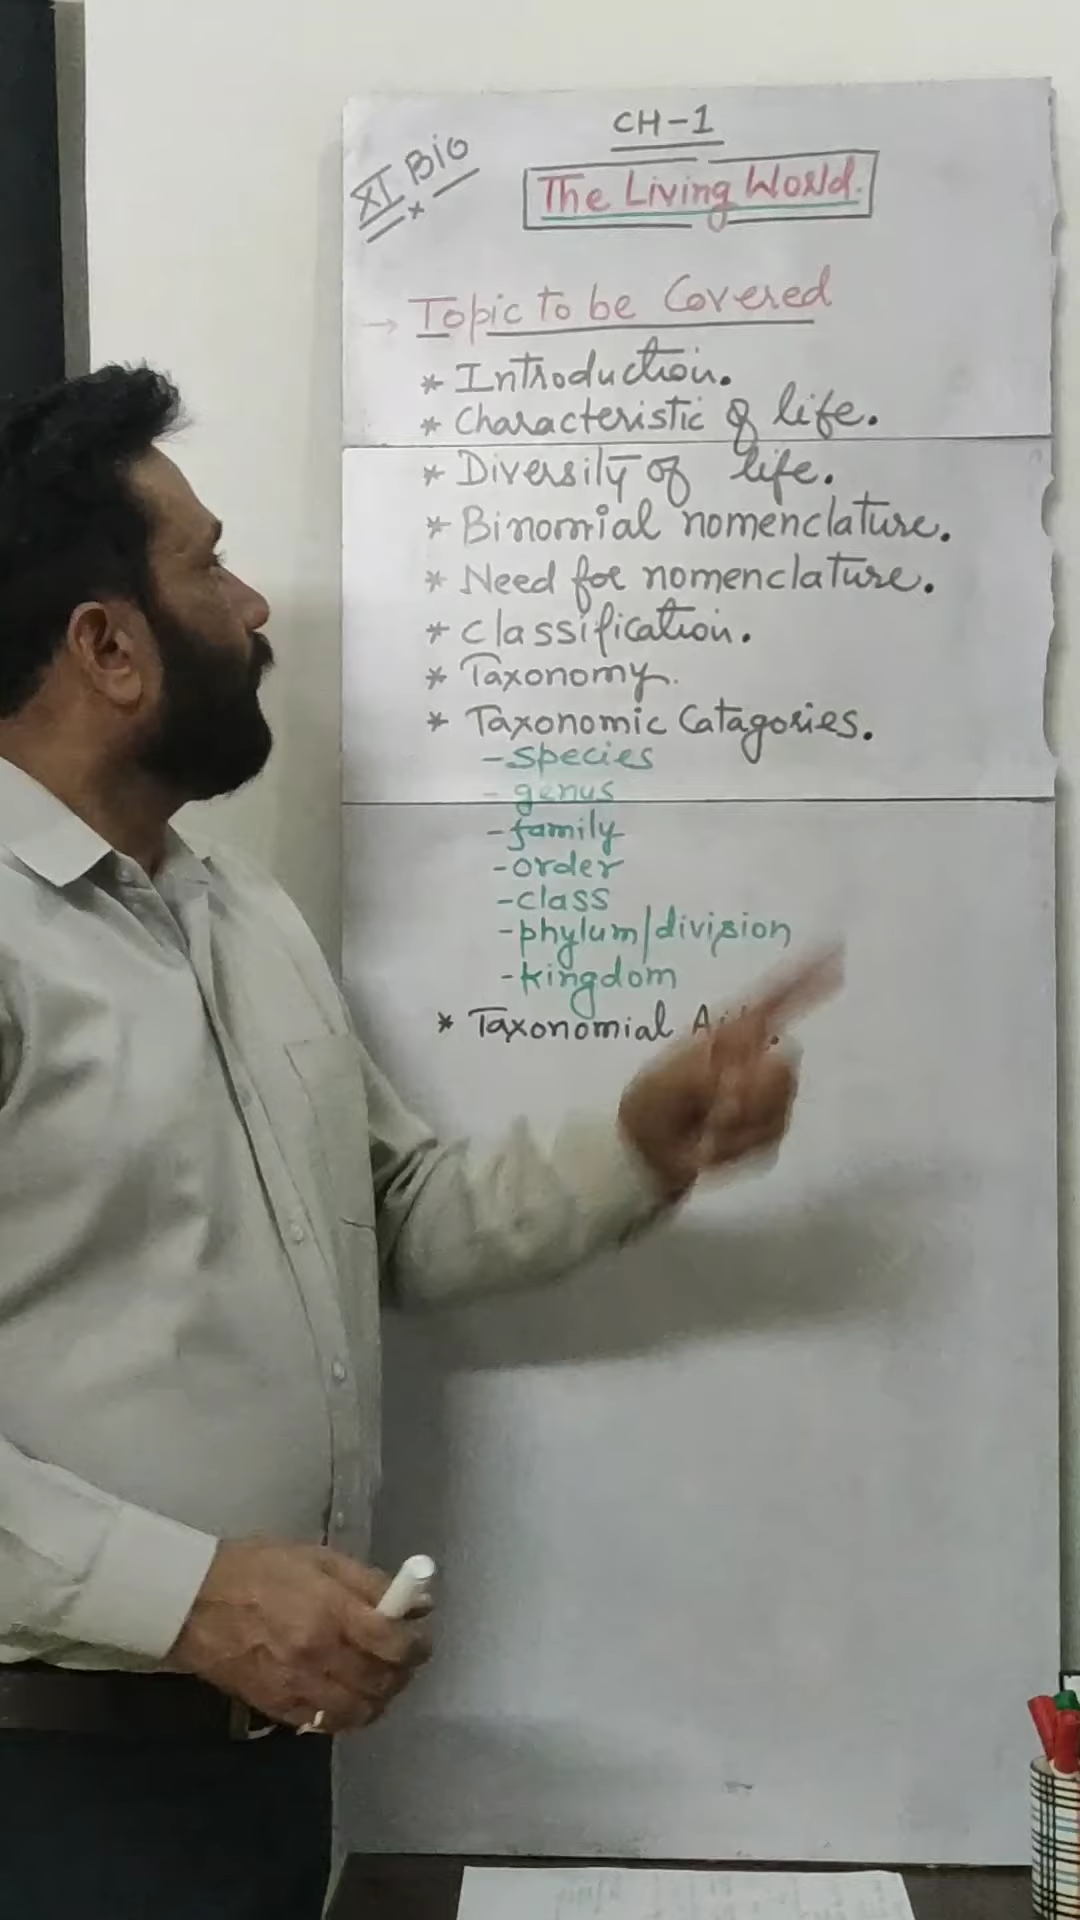 CH-1
XI Bio
The Living World.
→ Topic to be Covered
* Introduction.
* Characteristic of life.
* Diversity of life.
* Binomial nomenclature.
* Need for nomenclature.
* Classification.
* Taxonomy.
* Taxonomic Catagories.
- species
- genus
- family
- order
- class
- phylum/division
- kingdom
* Taxonomial